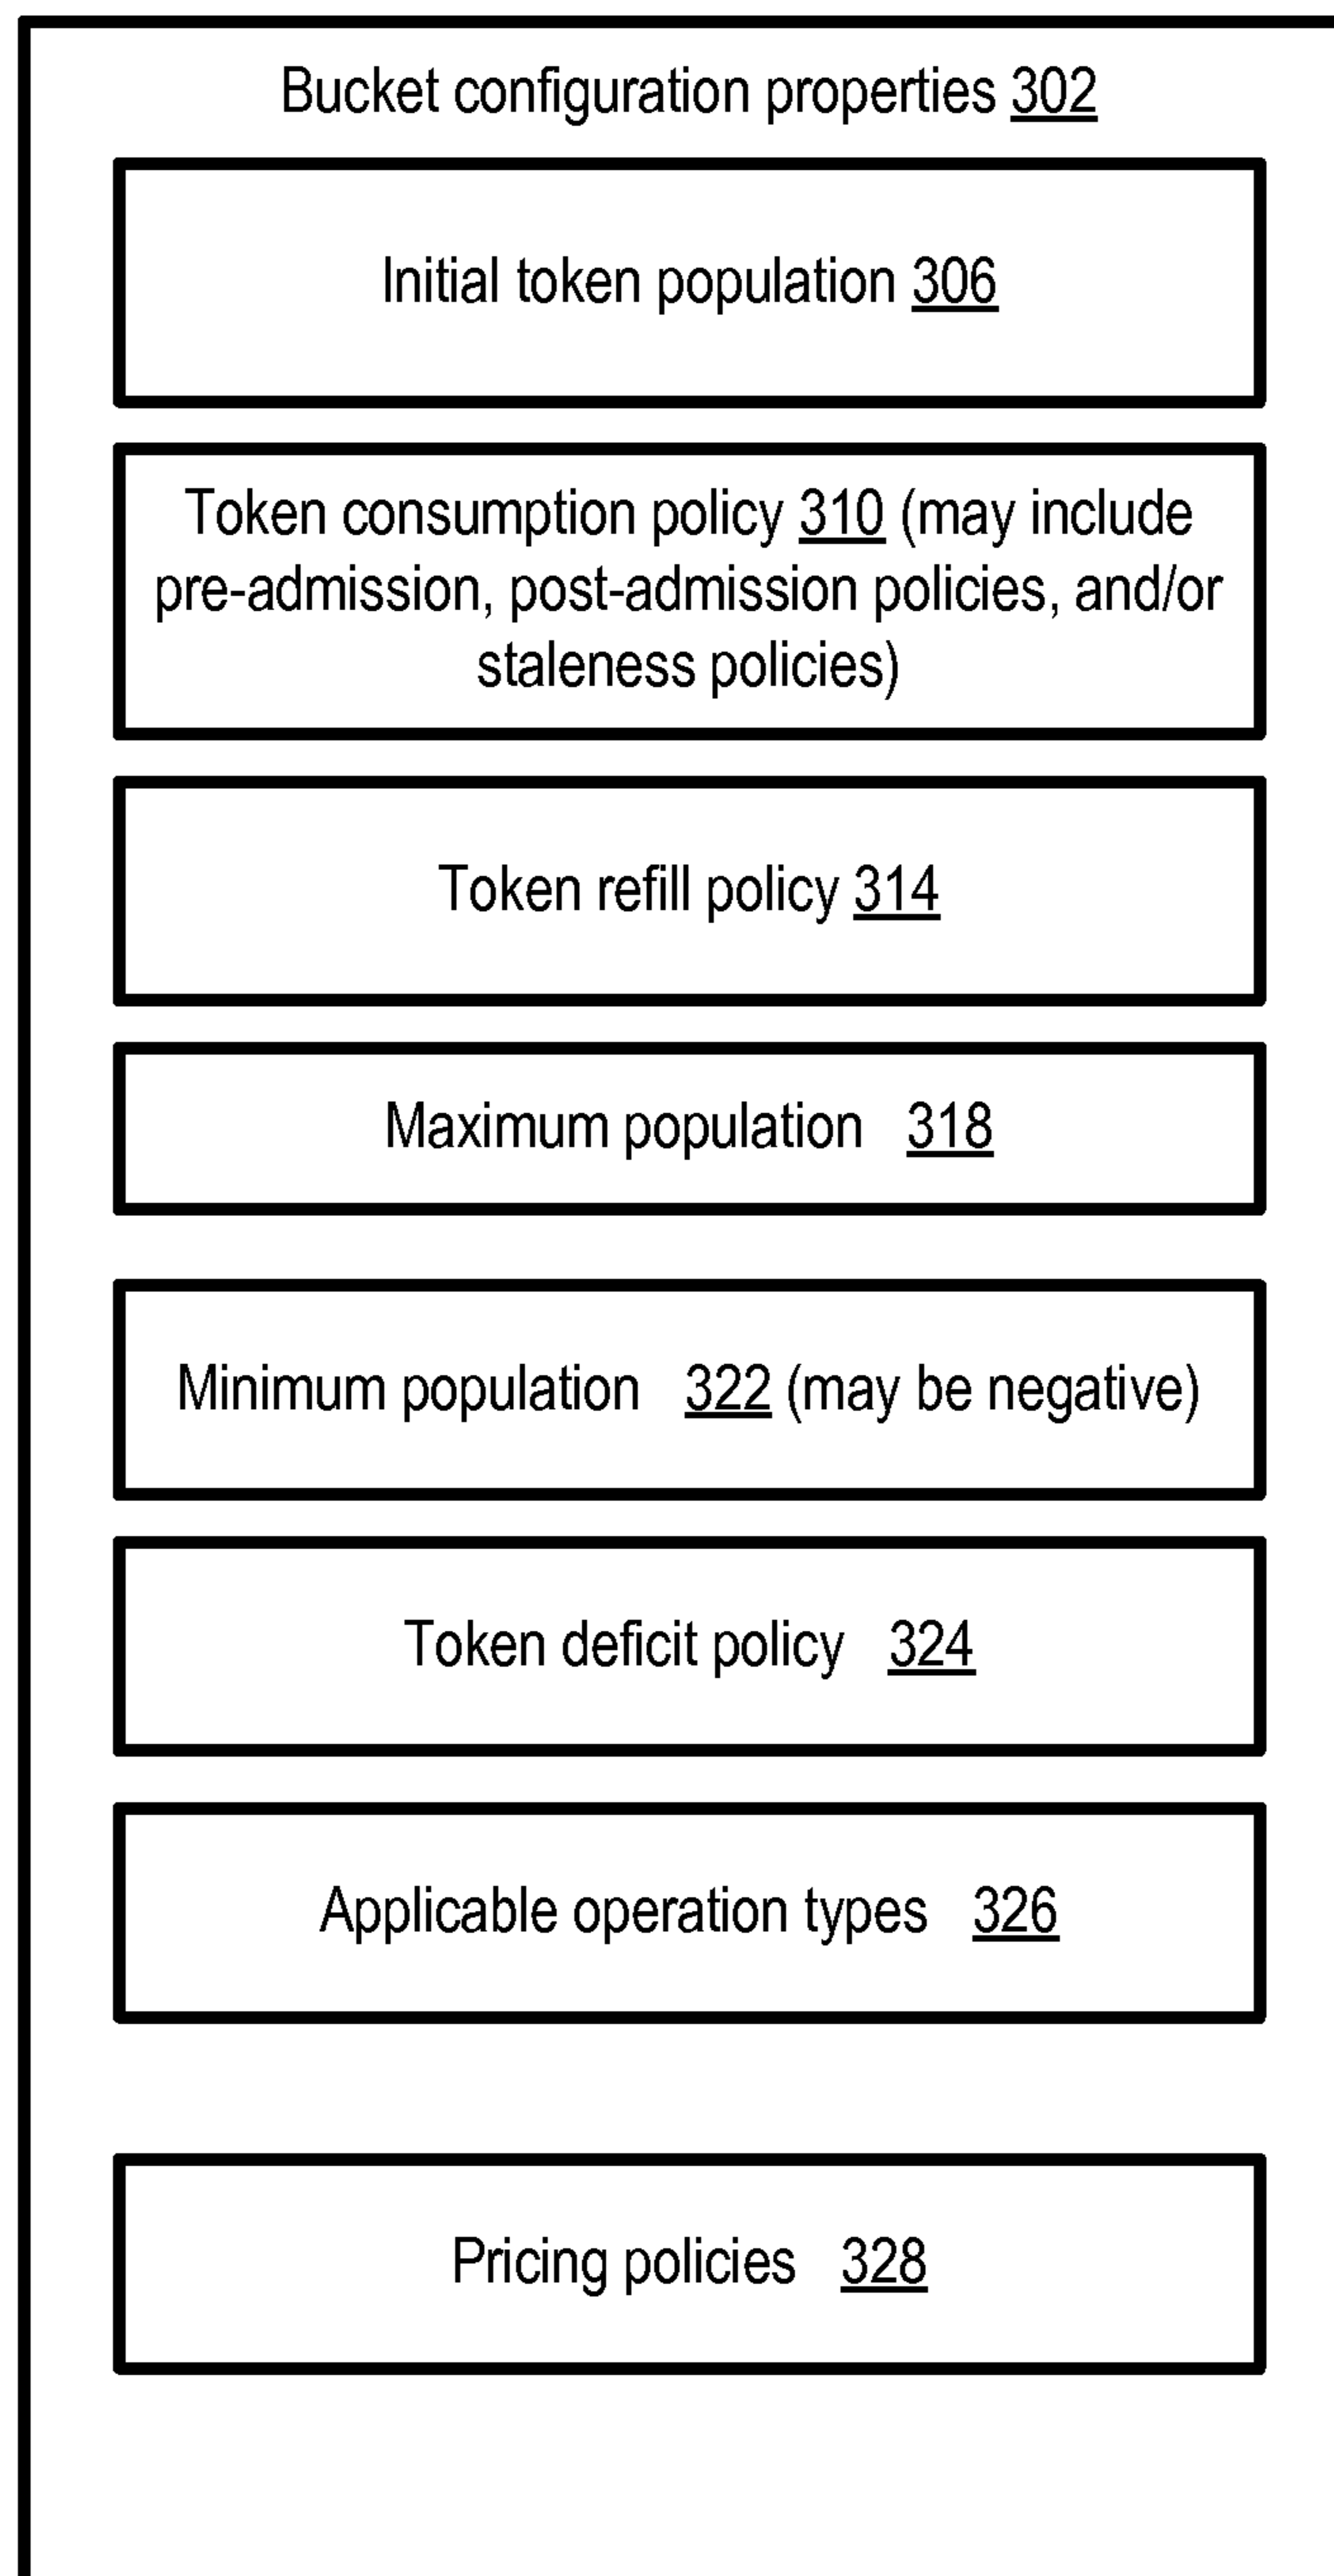 Bucket configuration properties 302
Initial token population 306
Token consumption policy 310 (may include
pre-admission, post-admission policies, and/or
staleness policies)
Token refill policy 314
Maximum population 318
Minimum population 322 (may be negative)
Token deficit policy 324
Applicable operation types 326
Pricing policies 328